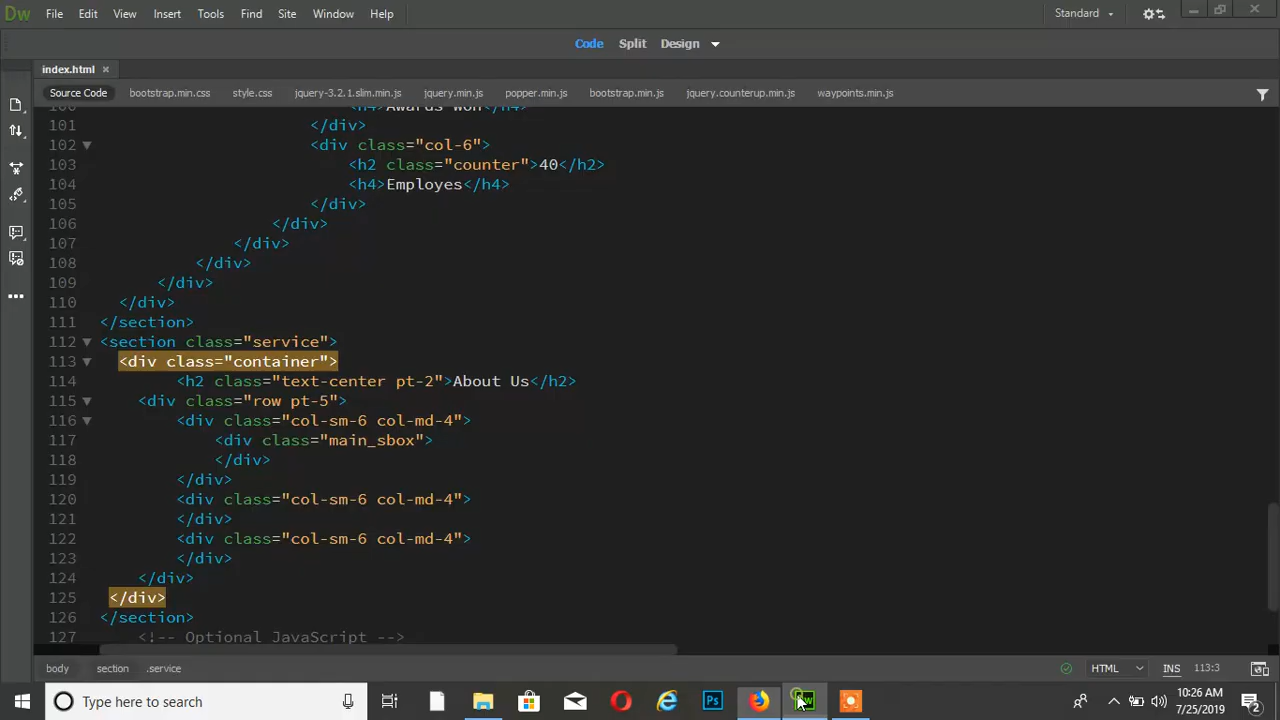 Dw File Edit View Insert Tools Find Site Window Help Standard
Code Split Design
index.html ×
Source Code bootstrap.min.css style.css jquery-3.2.1.slim.min.js jquery.min.js popper.min.js bootstrap.min.js jquery.counterup.min.js waypoints.min.js
100 <h4>Awards Won</h4>
101 </div>
102 <div class="col-6">
103 <h2 class="counter">40</h2>
104 <h4>Employes</h4>
105 </div>
106 </div>
107 </div>
108 </div>
109 </div>
110 </div>
111 </section>
112 <section class="service">
113 <div class="container">
114 <h2 class="text-center pt-2">About Us</h2>
115 <div class="row pt-5">
116 <div class="col-sm-6 col-md-4">
117 <div class="main_sbox">
118 </div>
119 </div>
120 <div class="col-sm-6 col-md-4">
121 </div>
122 <div class="col-sm-6 col-md-4">
123 </div>
124 </div>
125 </div>
126 </section>
127 <!-- Optional JavaScript -->
body section .service HTML INS 113:3
Type here to search Ps 10:26 AM
7/25/2019 2